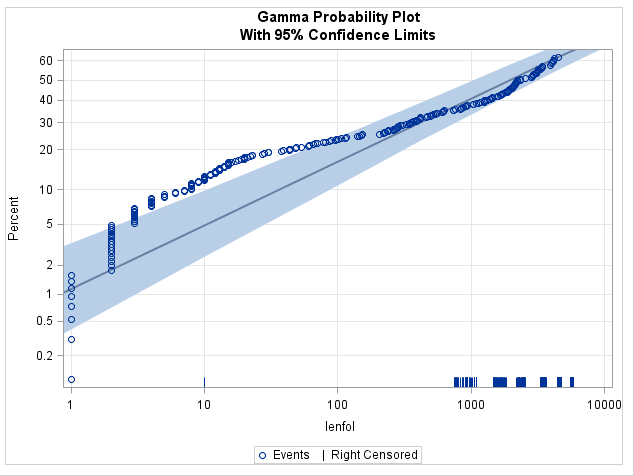 Gamma Probability Plot
With 95% Confidence Limits
60
50
40
30
20
10
5
2
1
0.5
0.2
Percent
1 10 100 1000 10000
lenfol
Events | Right Censored